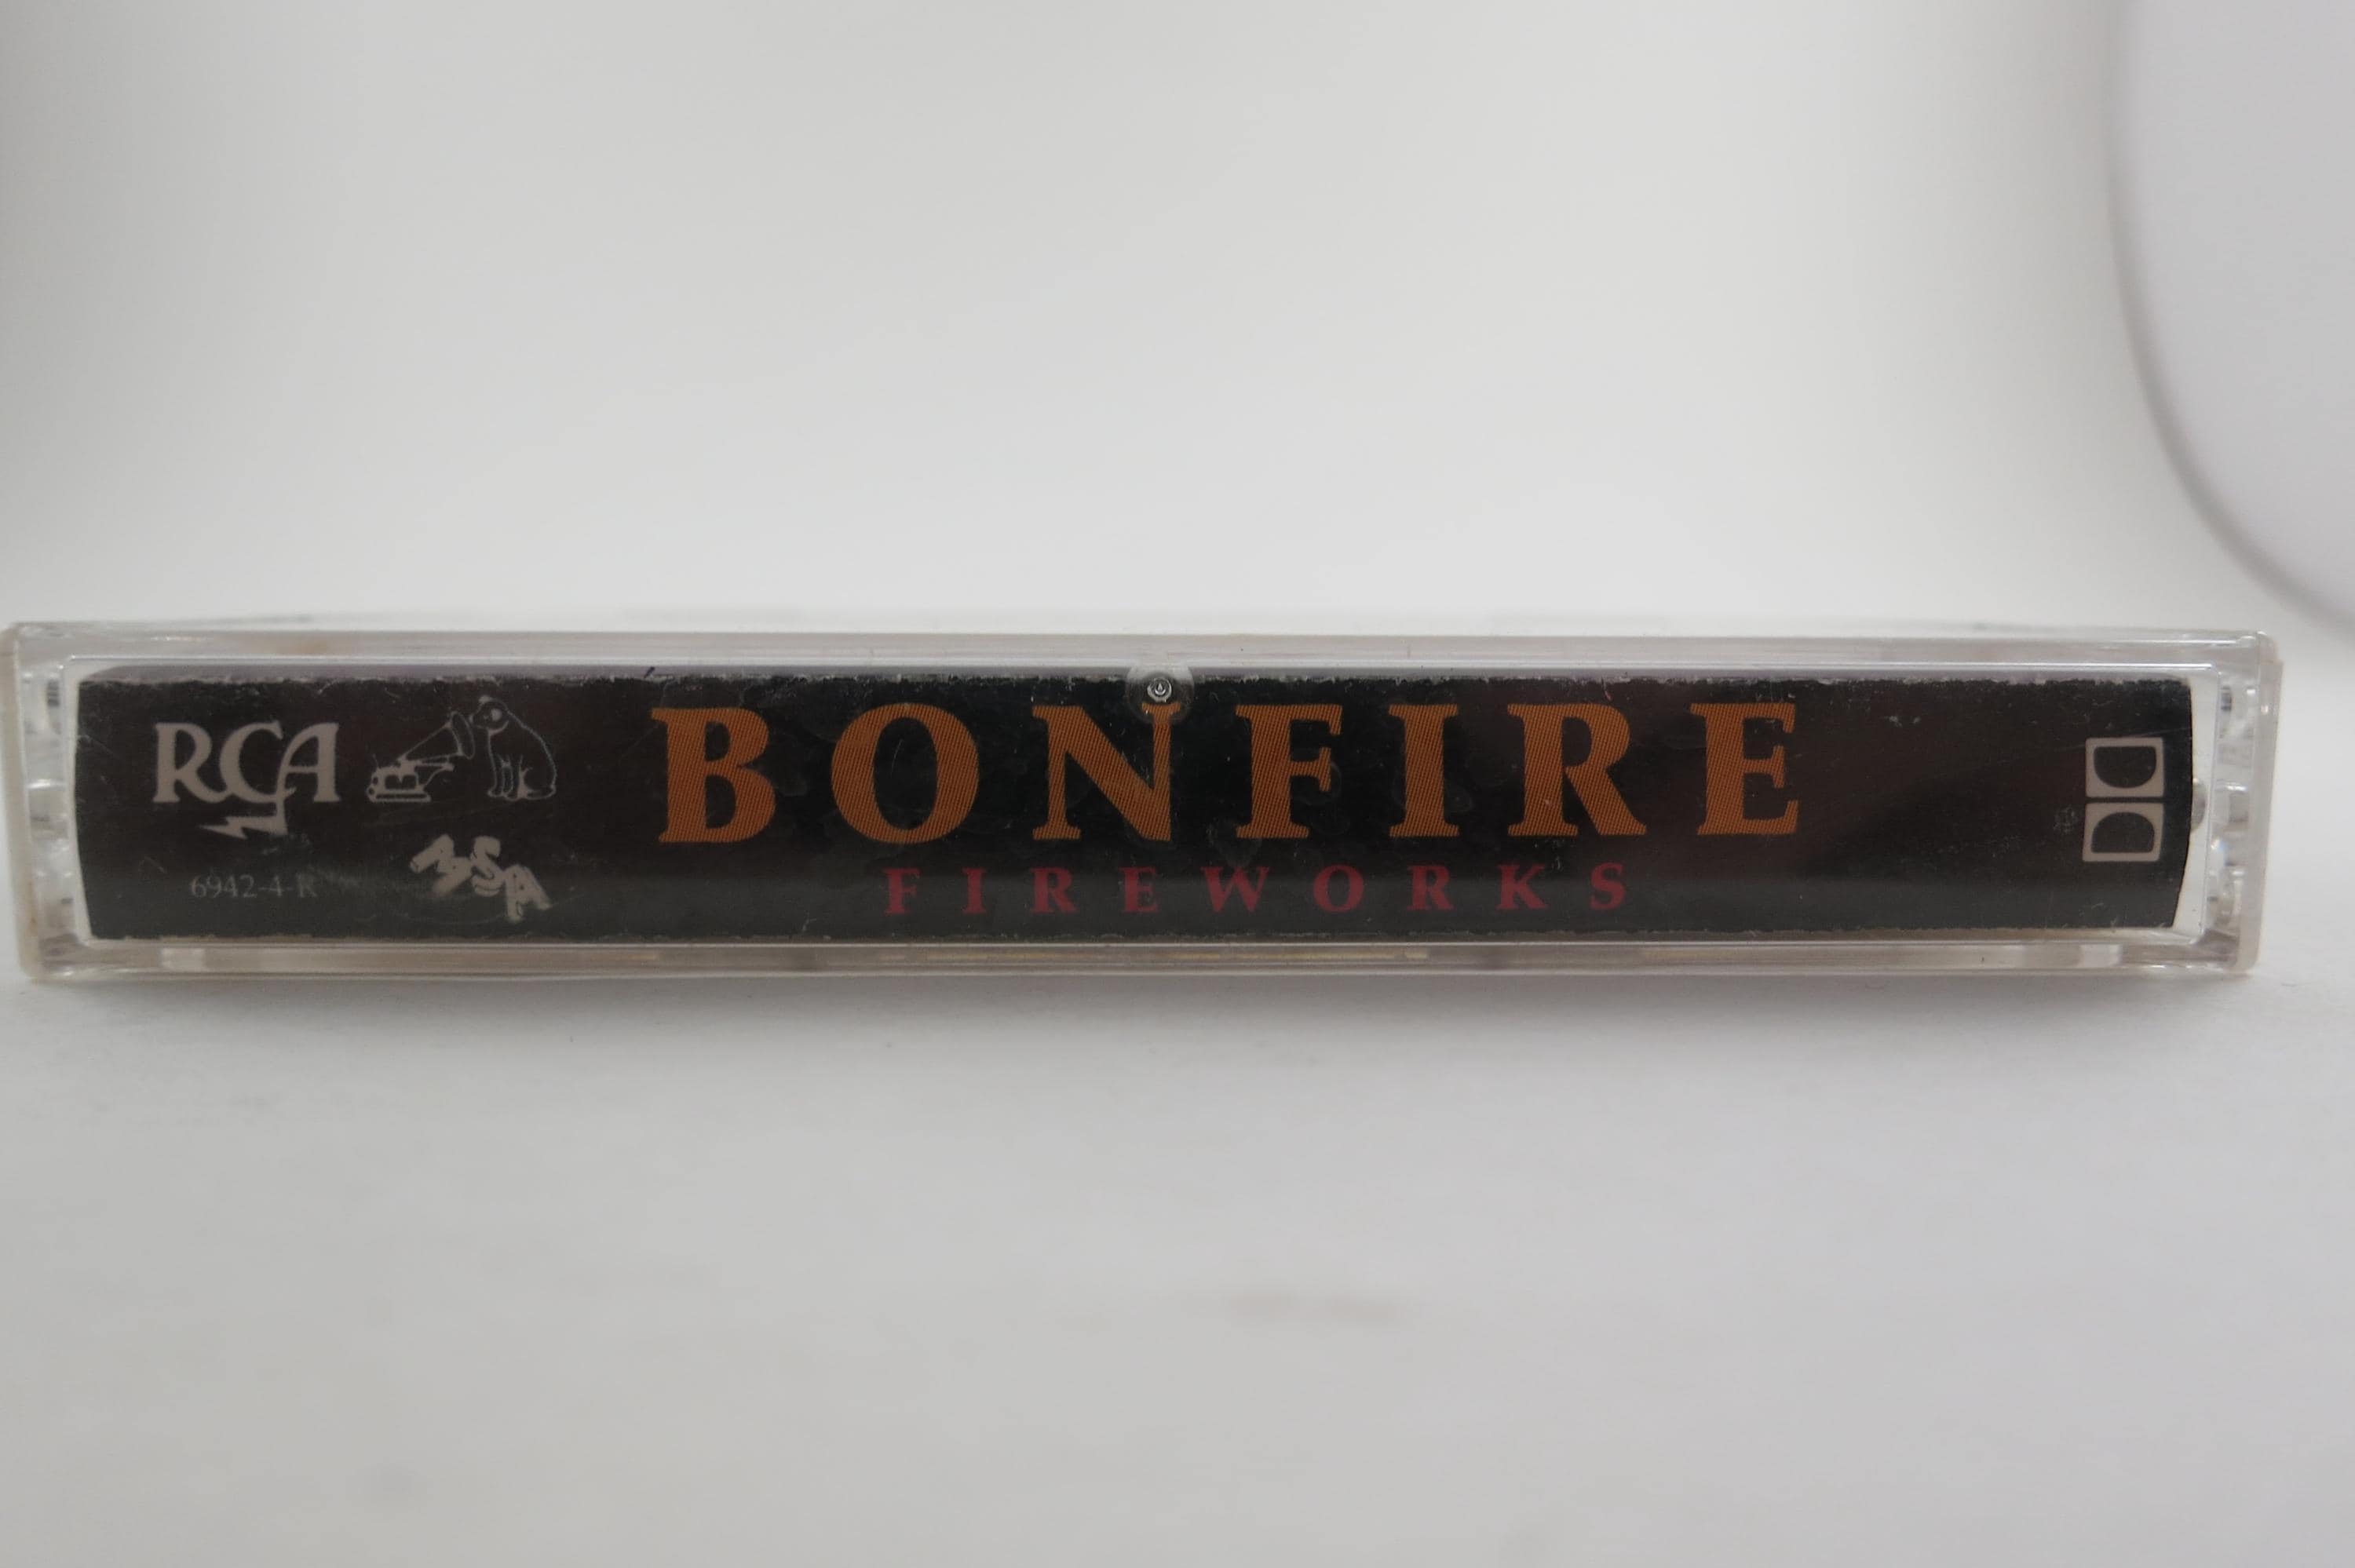 RCA
BONFIRE
FIREWORKS
6942-4-R
MSA